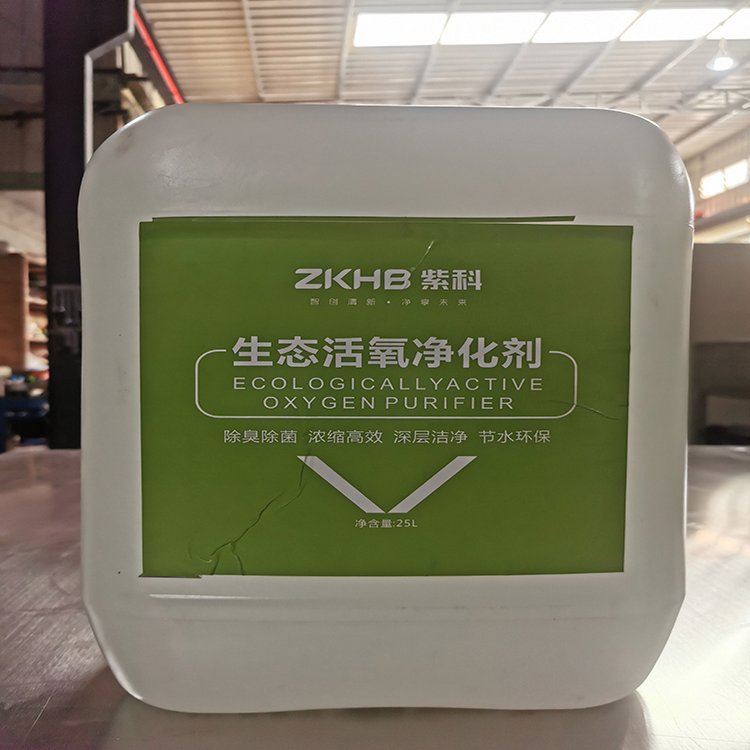 ZKHB® 紫科
智创清新 · 净享未来
生态活氧净化剂
ECOLOGICALLYACTIVE
OXYGEN PURIFIER
除臭除菌 浓缩高效 深层洁净 节水环保
净含量:25L